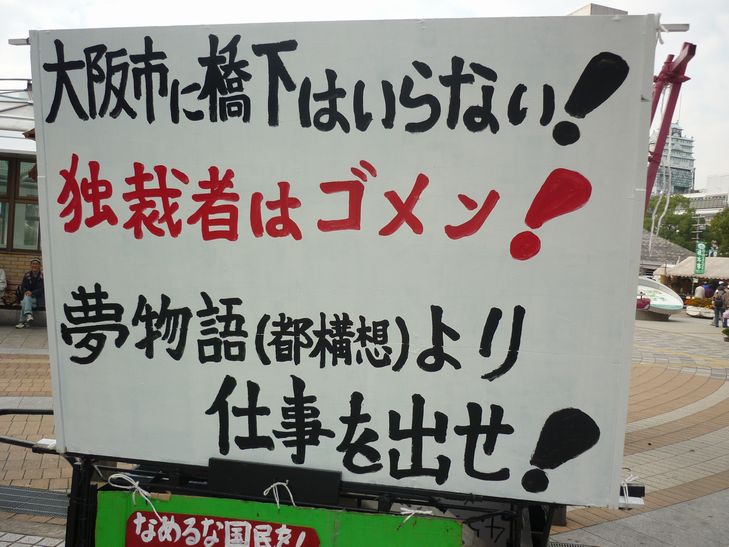 大阪市に橋下はいらない!
独裁者はゴメン!
夢物語(都構想)より
仕事を出せ!
なめるな国民を!